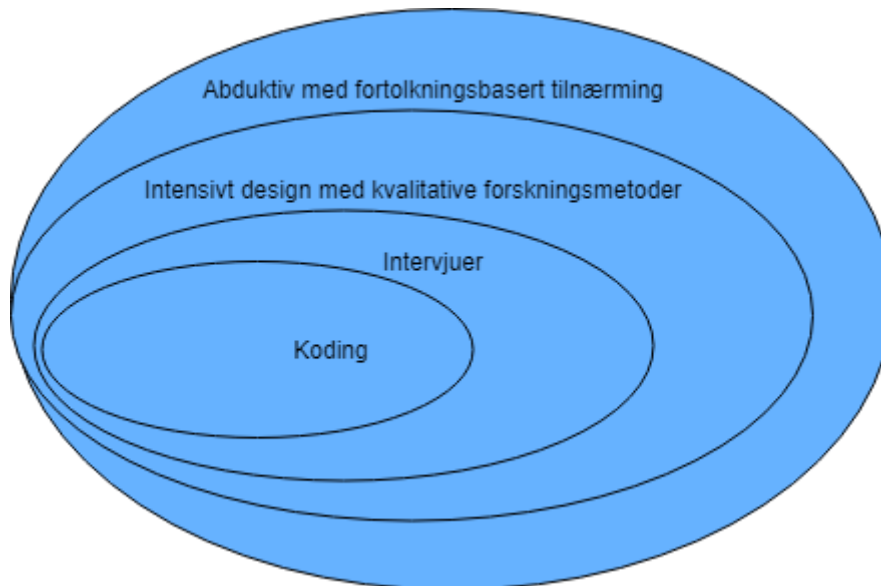 Abduktiv med fortolkningsbasert tilnærming
Intensivt design med kvalitative forskningsmetoder
Intervjuer
Koding